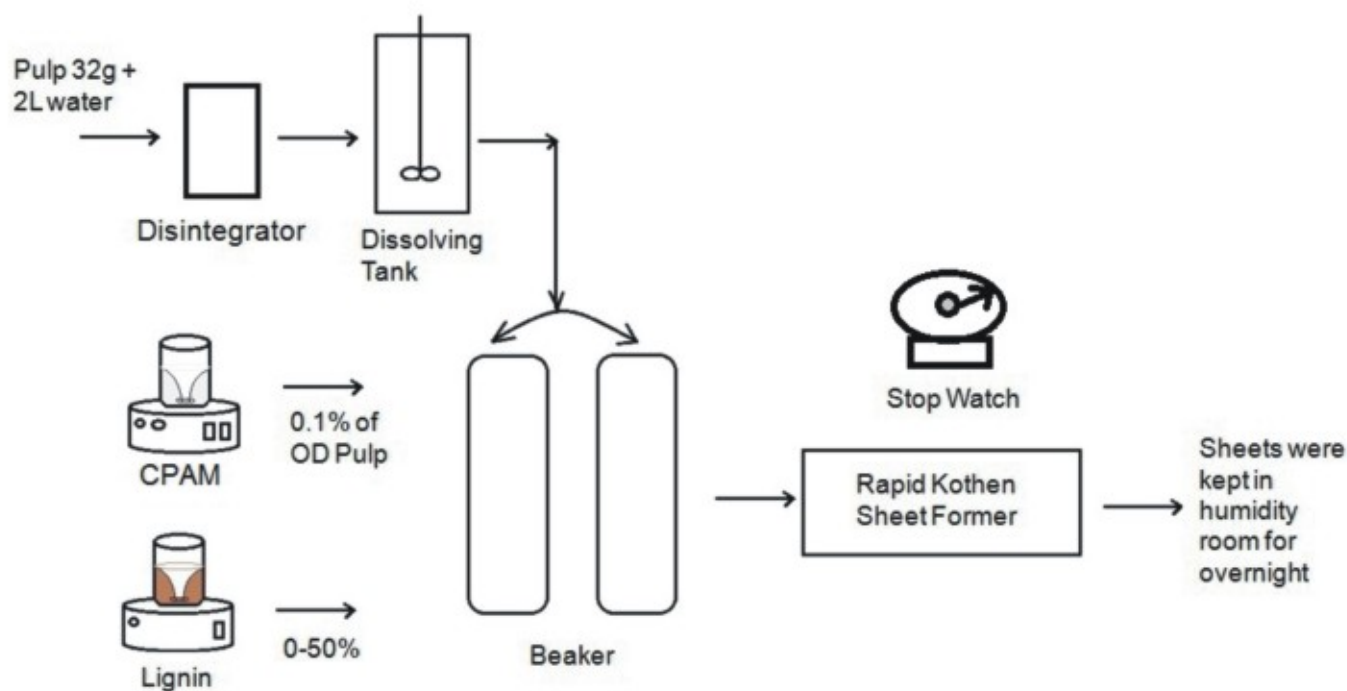 Pulp 32g +
2L water
Disintegrator
Dissolving
Tank
CPAM
0.1% of
OD Pulp
Lignin
0-50%
Beaker
Stop Watch
Rapid Kothen
Sheet Former
Sheets were
kept in
humidity
room for
overnight